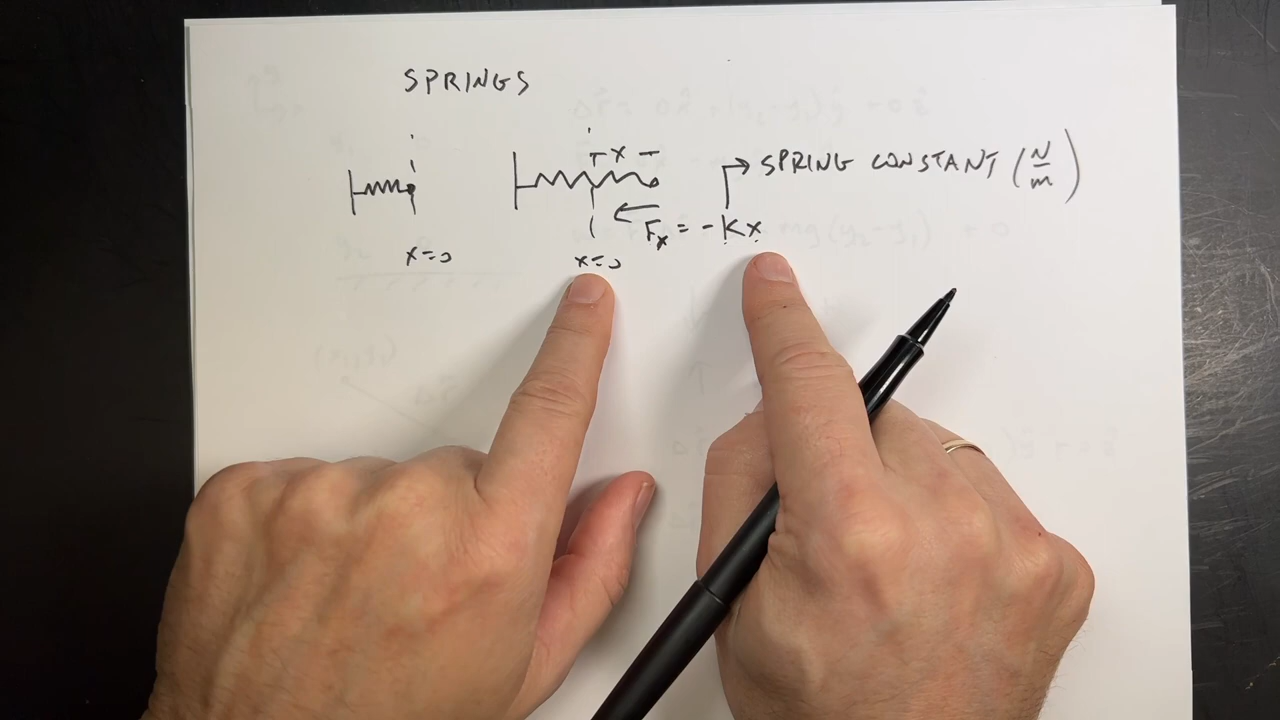 SPRINGS
x
→ SPRING CONSTANT (N/m)
Fx = -Kx
x=0
x=0